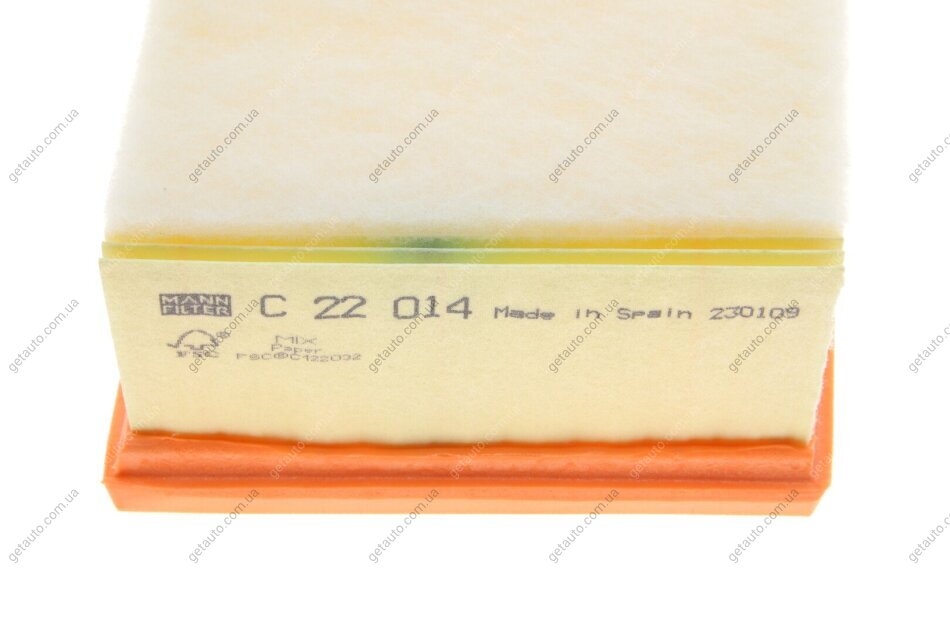 MANN
FILTER
C 22 014 Made in Spain 230109
FSC
MIX
Paper
FSC® C122032
getauto.com.ua